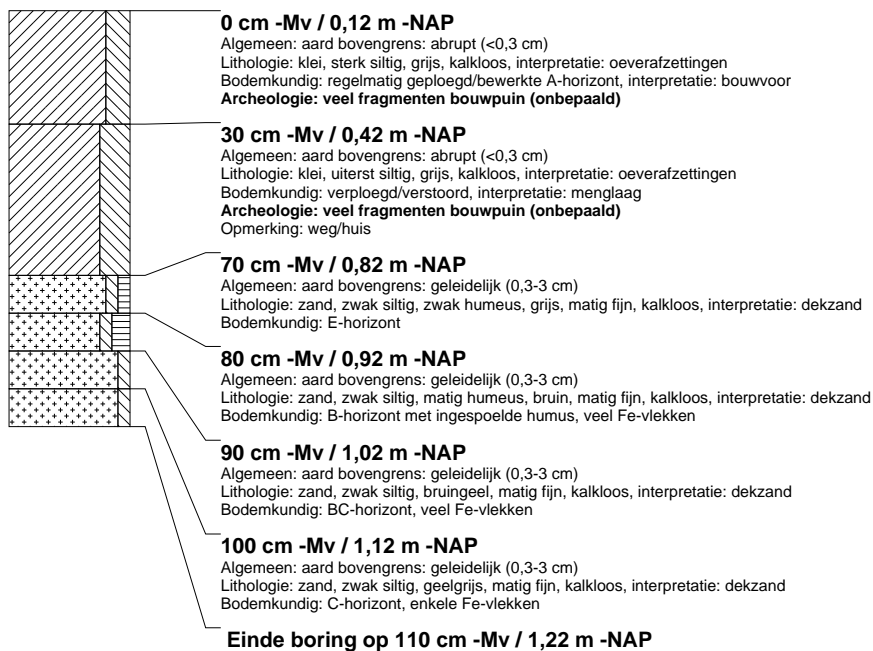 0 cm -Mv / 0,12 m -NAP
Algemeen: aard bovengrens: abrupt (<0,3 cm)
Lithologie: klei, sterk siltig, grijs, kalkloos, interpretatie: oeverafzettingen
Bodemkundig: regelmatig geploegd/bewerkte A-horizont, interpretatie: bouwvoor
Archeologie: veel fragmenten bouwpuin (onbepaald)
30 cm -Mv / 0,42 m -NAP
Algemeen: aard bovengrens: abrupt (<0,3 cm)
Lithologie: klei, uiterst siltig, grijs, kalkloos, interpretatie: oeverafzettingen
Bodemkundig: verploegd/verstoord, interpretatie: menglaag
Archeologie: veel fragmenten bouwpuin (onbepaald)
Opmerking: weg/huis
70 cm -Mv / 0,82 m -NAP
Algemeen: aard bovengrens: geleidelijk (0,3-3 cm)
Lithologie: zand, zwak siltig, zwak humeus, grijs, matig fijn, kalkloos, interpretatie: dekzand
Bodemkundig: E-horizont
80 cm -Mv / 0,92 m -NAP
Algemeen: aard bovengrens: geleidelijk (0,3-3 cm)
Lithologie: zand, zwak siltig, matig humeus, bruin, matig fijn, kalkloos, interpretatie: dekzand
Bodemkundig: B-horizont met ingespoelde humus, veel Fe-vlekken
90 cm -Mv / 1,02 m -NAP
Algemeen: aard bovengrens: geleidelijk (0,3-3 cm)
Lithologie: zand, zwak siltig, bruingeel, matig fijn, kalkloos, interpretatie: dekzand
Bodemkundig: BC-horizont, veel Fe-vlekken
100 cm -Mv / 1,12 m -NAP
Algemeen: aard bovengrens: geleidelijk (0,3-3 cm)
Lithologie: zand, zwak siltig, geelgrijs, matig fijn, kalkloos, interpretatie: dekzand
Bodemkundig: C-horizont, enkele Fe-vlekken
Einde boring op 110 cm -Mv / 1,22 m -NAP